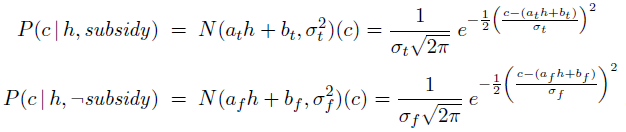 P(c | h, subsidy) = N(a_t h + b_t, σ_t^2)(c) = \frac{1}{σ_t\sqrt{2π}} e^{-\frac{1}{2}\left(\frac{c-(a_t h+b_t)}{σ_t}\right)^2}
P(c | h, ¬subsidy) = N(a_f h + b_f, σ_f^2)(c) = \frac{1}{σ_f\sqrt{2π}} e^{-\frac{1}{2}\left(\frac{c-(a_f h+b_f)}{σ_f}\right)^2}